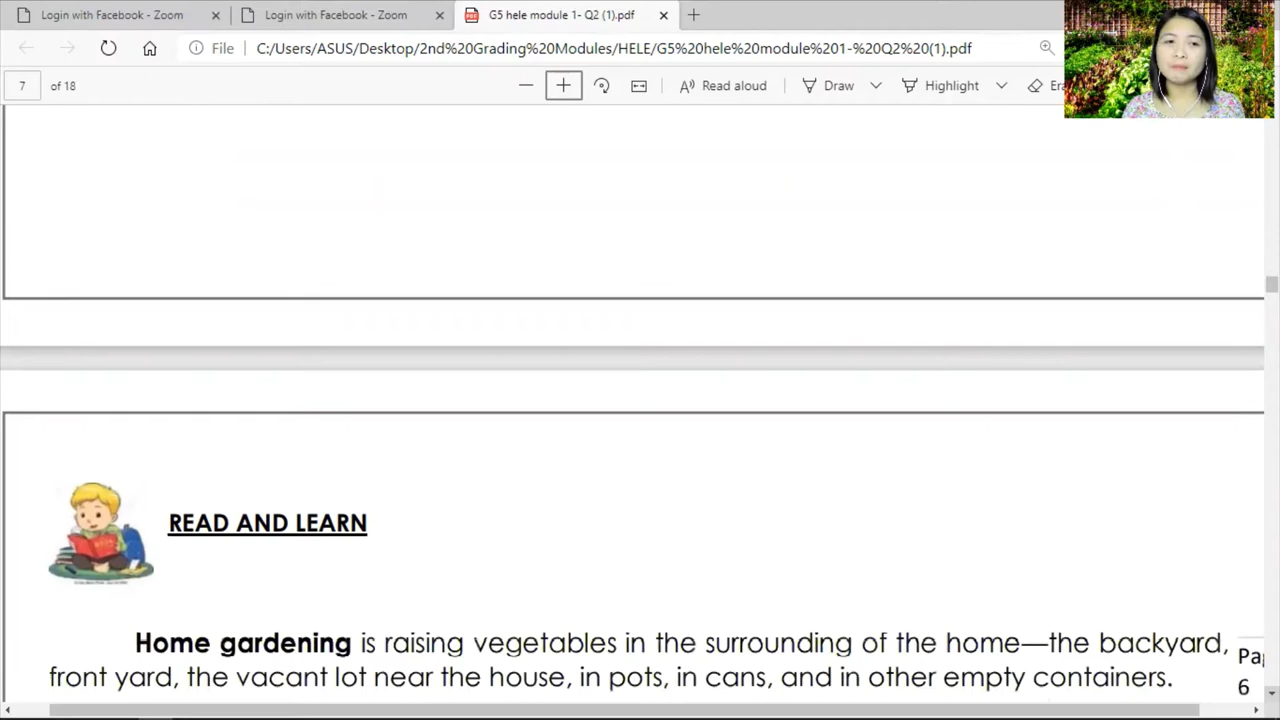 Login with Facebook - Zoom
Login with Facebook - Zoom
G5 hele module 1- Q2 (1).pdf
File
C:/Users/ASUS/Desktop/2nd%20Grading%20Modules/HELE/G5%20hele%20module%201-%20Q2%20(1).pdf
7 of 18
Read aloud
Draw
Highlight
READ AND LEARN
Home gardening is raising vegetables in the surrounding of the home—the backyard,
front yard, the vacant lot near the house, in pots, in cans, and in other empty containers.
6